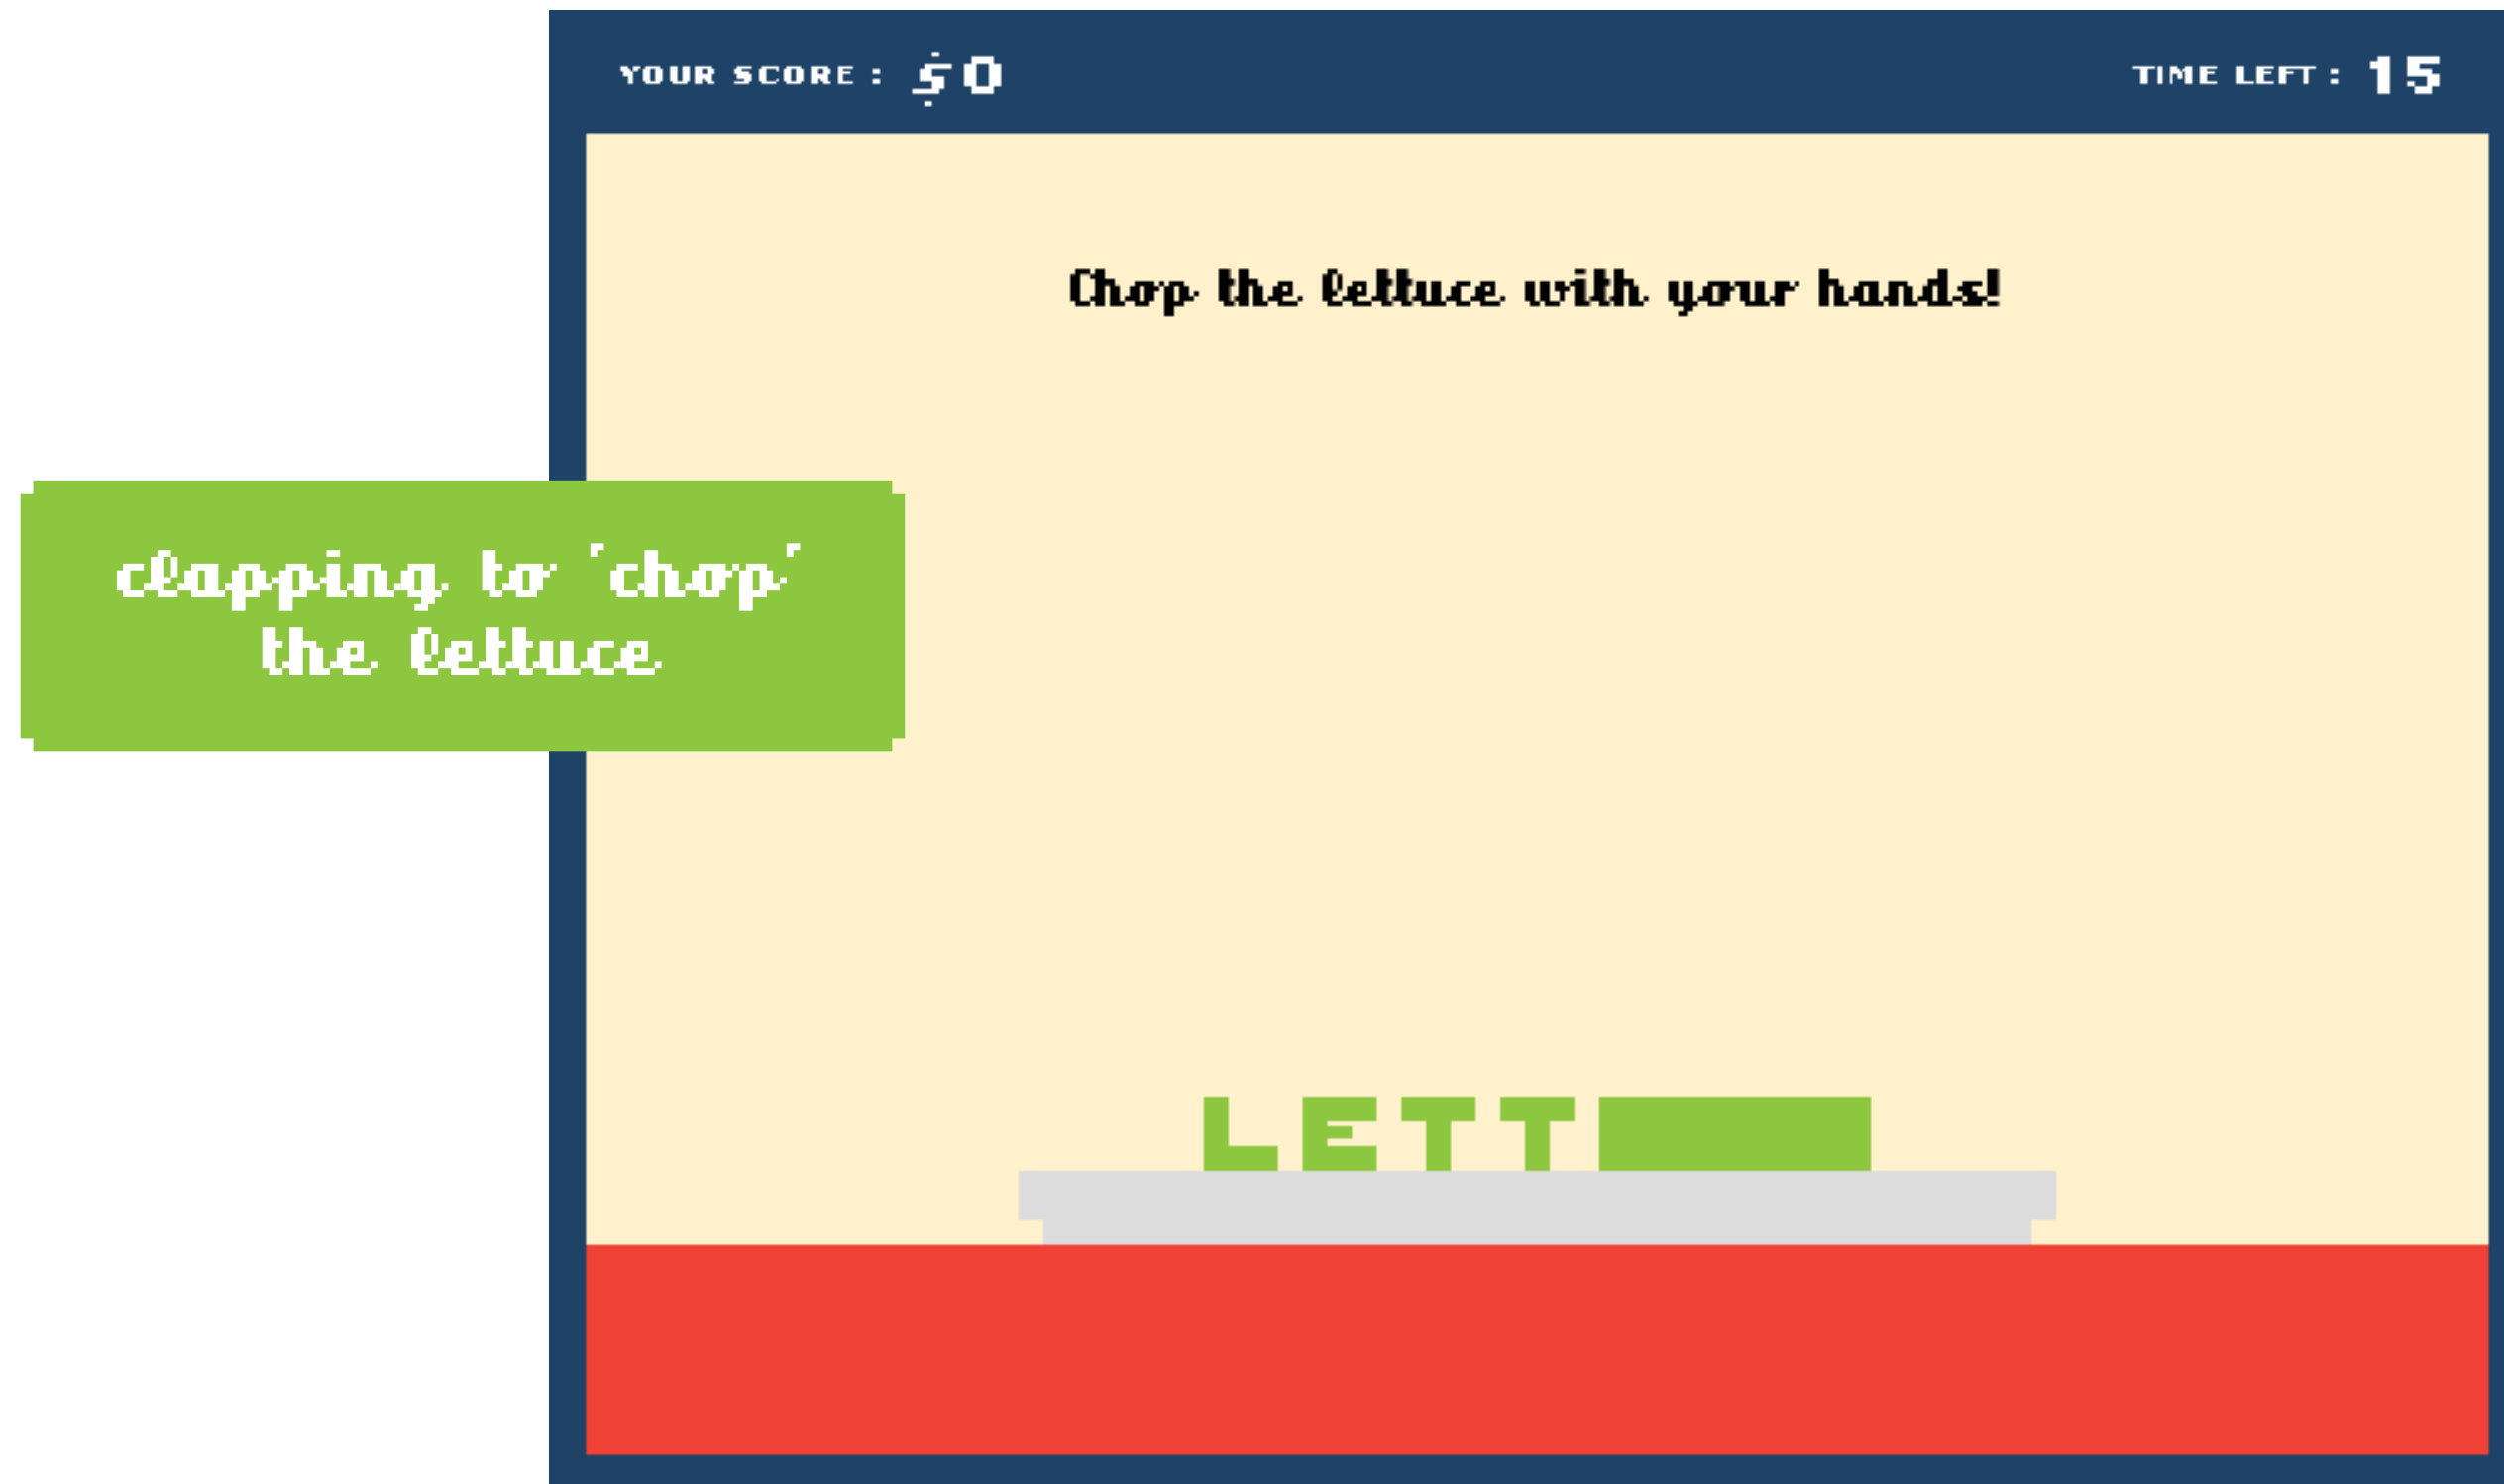 YOUR SCORE: $0
TIME LEFT: 15
Chop the lettuce with your hands!
clapping to 'chop'
the lettuce
LETT